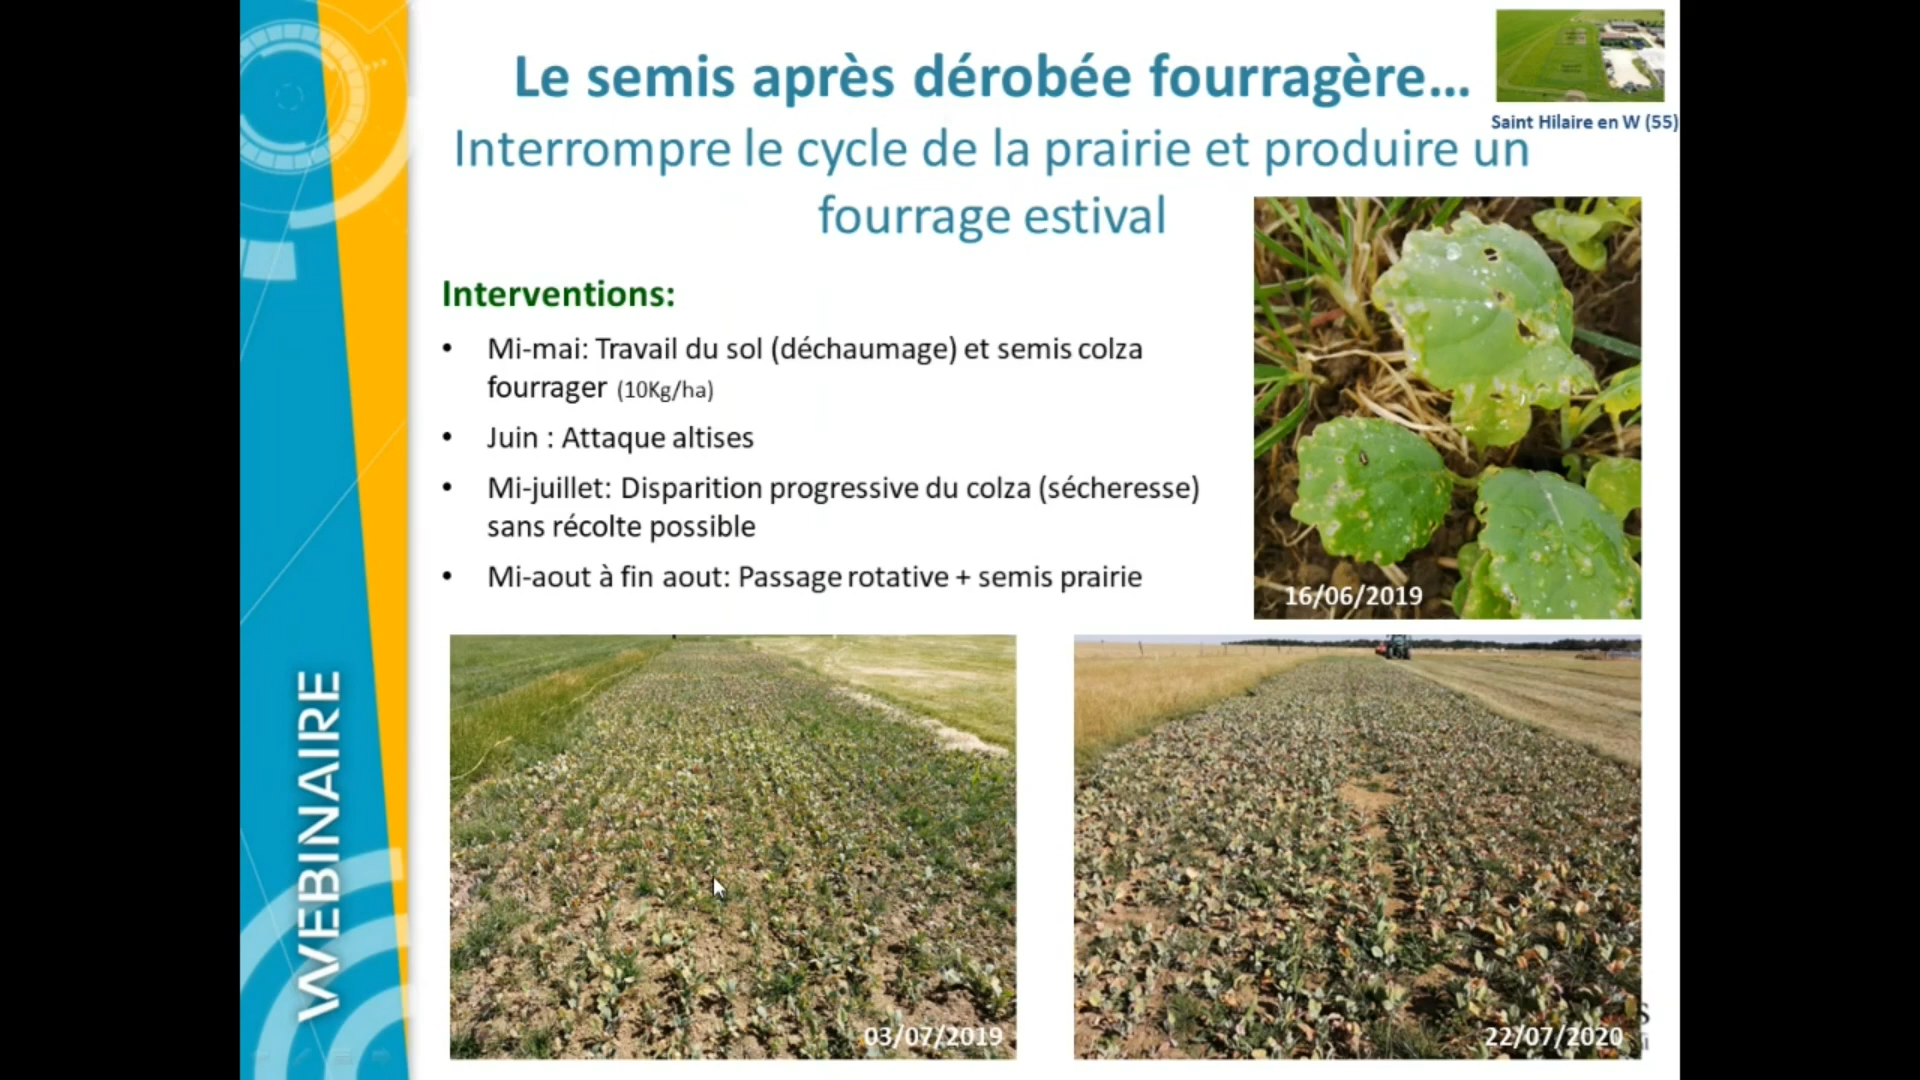 Le semis après dérobée fourragère...
Saint Hilaire en W (55)
Interrompre le cycle de la prairie et produire un
fourrage estival
Interventions:
• Mi-mai: Travail du sol (déchaumage) et semis colza
fourrager (10Kg/ha)
• Juin : Attaque altises
• Mi-juillet: Disparition progressive du colza (sécheresse)
sans récolte possible
• Mi-aout à fin aout: Passage rotative + semis prairie
16/06/2019
WEBINAIRE
03/07/2019
22/07/2020